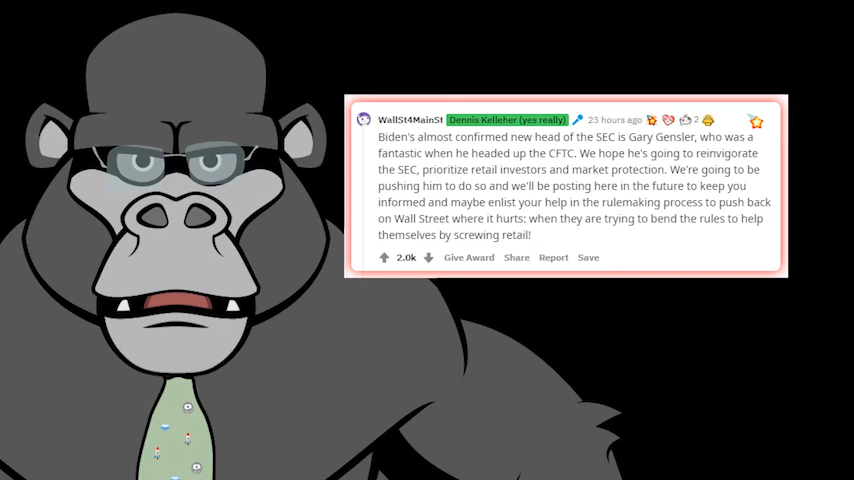 WallSt4MainSt Dennis Kelleher (yes really) 23 hours ago 2
Biden's almost confirmed new head of the SEC is Gary Gensler, who was a
fantastic when he headed up the CFTC. We hope he's going to reinvigorate
the SEC, prioritize retail investors and market protection. We're going to be
pushing him to do so and we'll be posting here in the future to keep you
informed and maybe enlist your help in the rulemaking process to push back
on Wall Street where it hurts: when they are trying to bend the rules to help
themselves by screwing retail!
2.0k Give Award Share Report Save